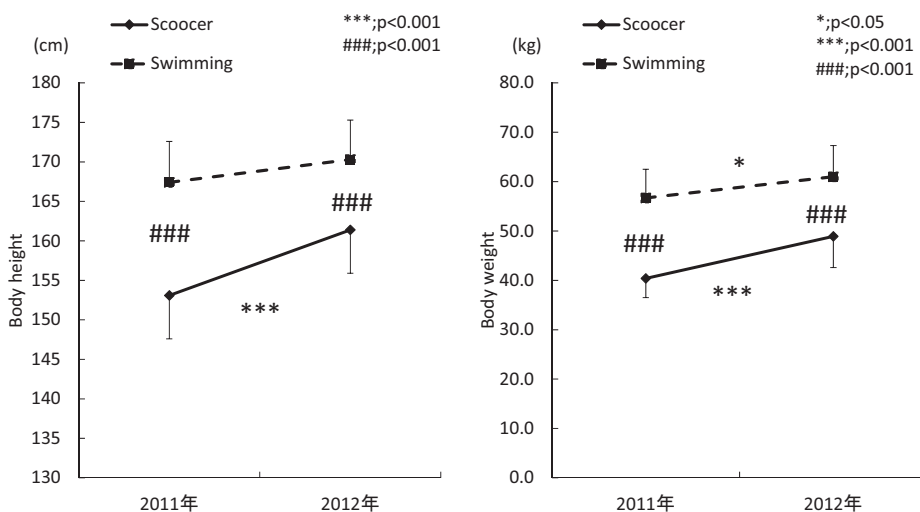 Scoocer
Swimming
***;p<0.001
###;p<0.001
(cm)
180
175
170
165
160
155
150
145
140
135
130
Body height
###
###
***
2011年
2012年
Scoocer
Swimming
*;p<0.05
***;p<0.001
###;p<0.001
(kg)
80.0
70.0
60.0
50.0
40.0
30.0
20.0
10.0
0.0
Body weight
*
###
###
***
2011年
2012年